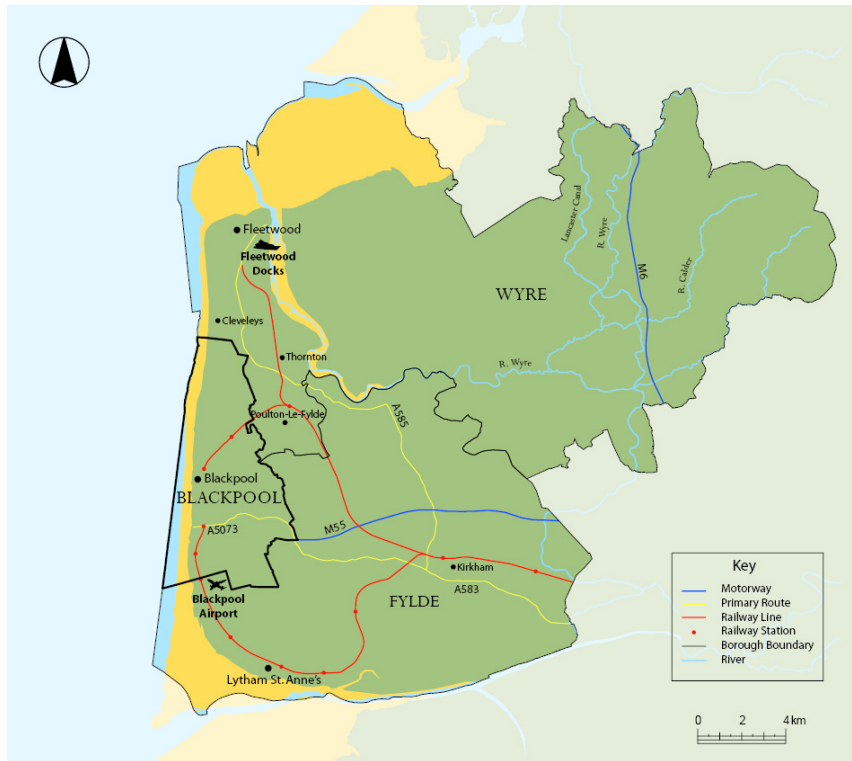 Lancaster Canal
R. Wyre
Fleetwood
Fleetwood
Docks
M6
R. Calder
WYRE
Cleveleys
Thornton
R. Wyre
Poulton-Le-Fylde
A585
Blackpool
BLACKPOOL
A5073
M55
Kirkham
A583
Blackpool
Airport
FYLDE
Lytham St. Anne's
Key
Motorway
Primary Route
Railway Line
Railway Station
Borough Boundary
River
0 2 4 km